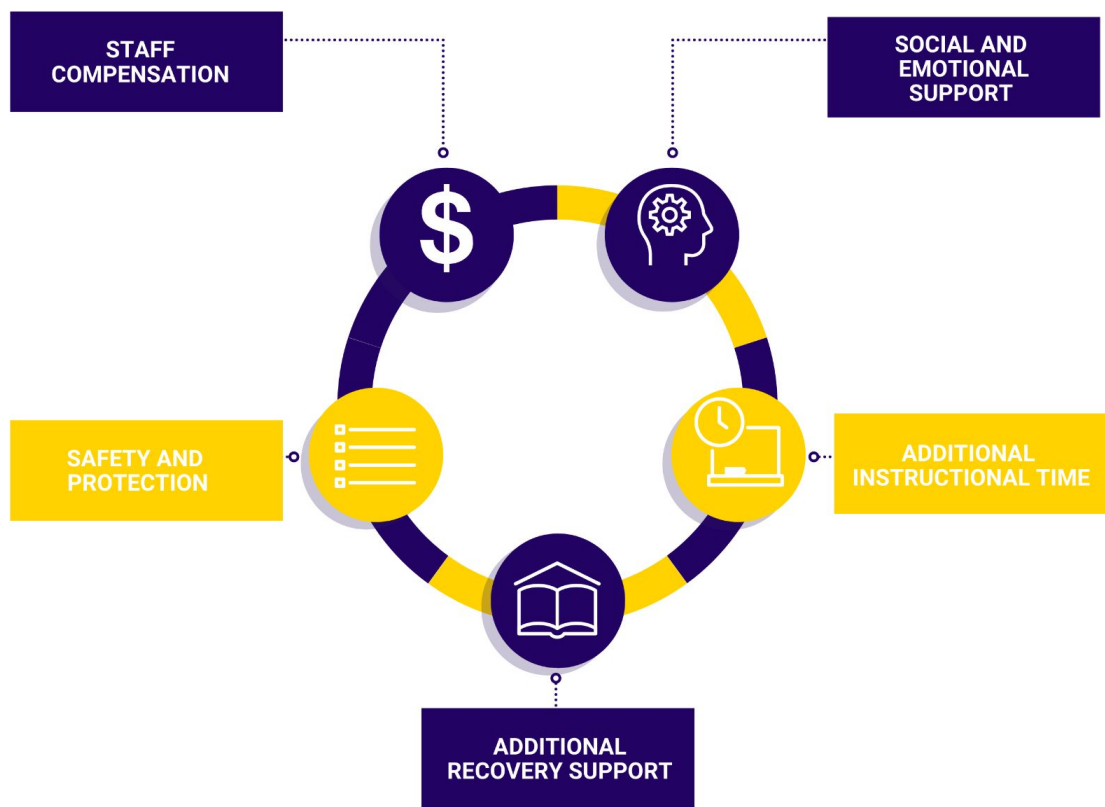 STAFF
COMPENSATION
SOCIAL AND
EMOTIONAL
SUPPORT
$
SAFETY AND
PROTECTION
ADDITIONAL
INSTRUCTIONAL TIME
ADDITIONAL
RECOVERY SUPPORT